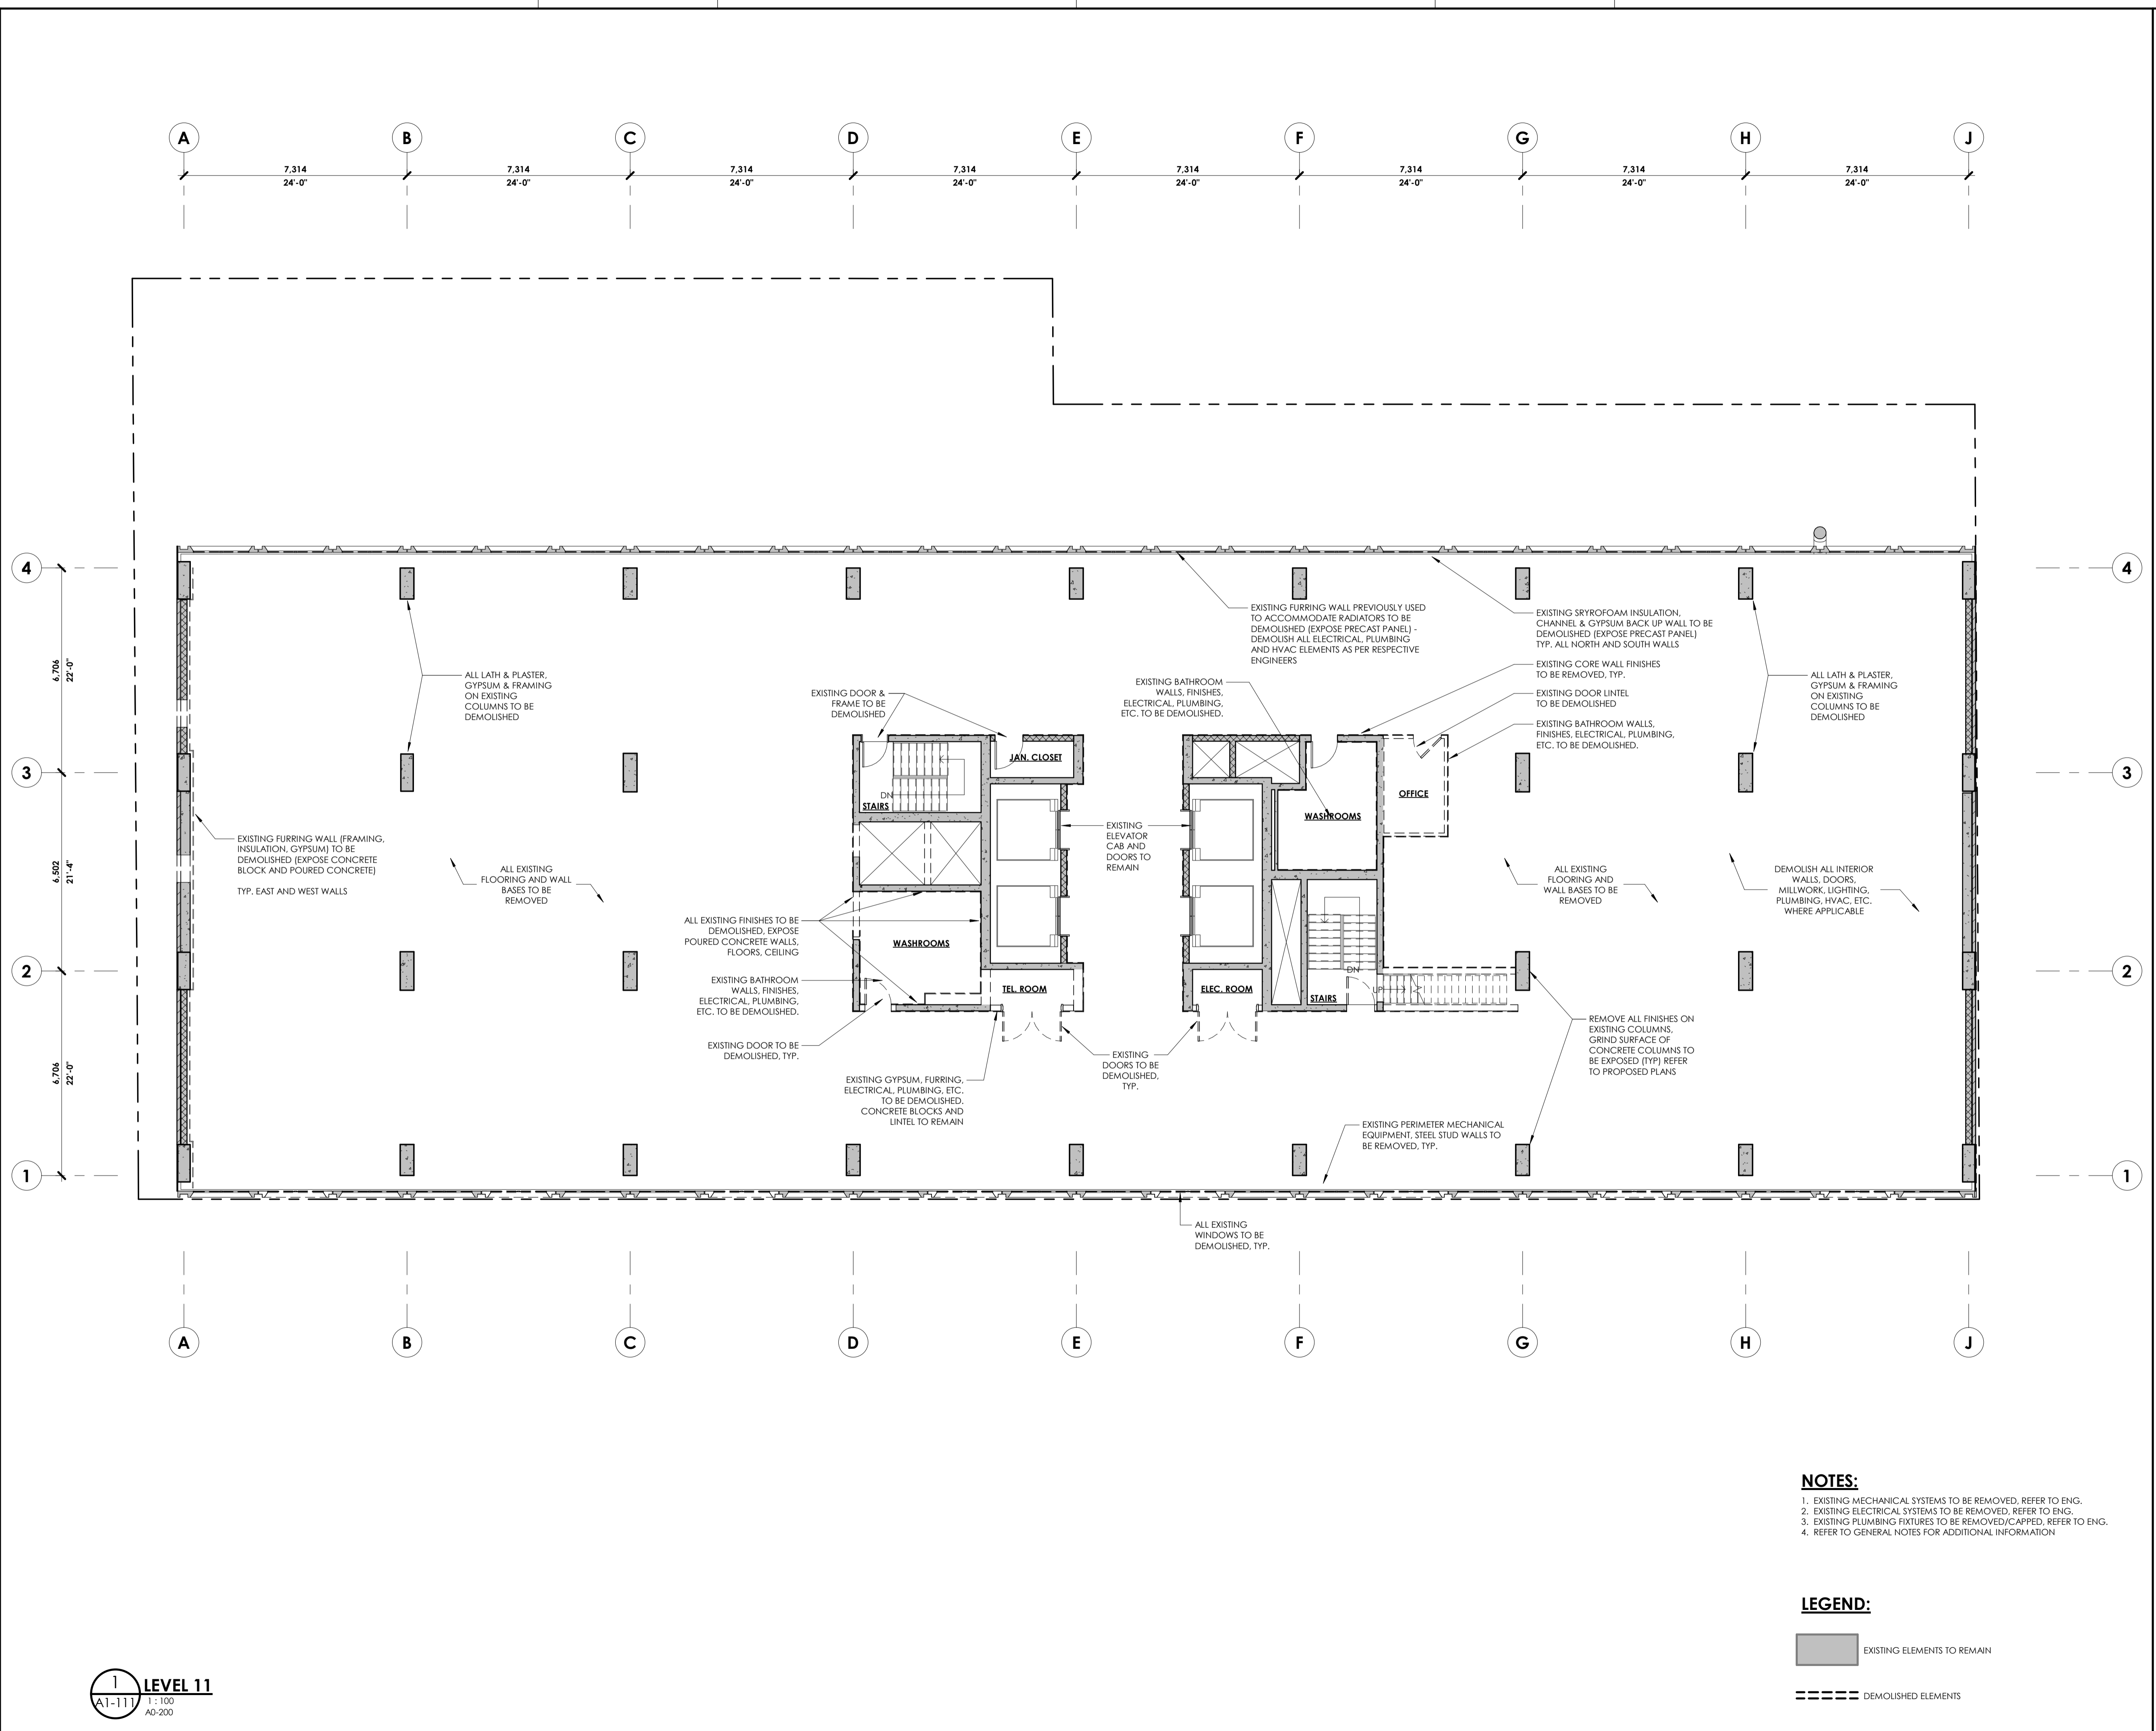 A B C D E F G H J
7,314 7,314 7,314 7,314 7,314 7,314 7,314 7,314
24'-0" 24'-0" 24'-0" 24'-0" 24'-0" 24'-0" 24'-0" 24'-0"
4
4
EXISTING FURRING WALL PREVIOUSLY USED
TO ACCOMMODATE RADIATORS TO BE
DEMOLISHED (EXPOSE PRECAST PANEL) -
DEMOLISH ALL ELECTRICAL, PLUMBING
AND HVAC ELEMENTS AS PER RESPECTIVE
ENGINEERS
EXISTING SRYROFOAM INSULATION,
CHANNEL & GYPSUM BACK UP WALL TO BE
DEMOLISHED (EXPOSE PRECAST PANEL)
TYP. ALL NORTH AND SOUTH WALLS
EXISTING CORE WALL FINISHES
TO BE REMOVED, TYP.
EXISTING DOOR LINTEL
TO BE DEMOLISHED
EXISTING BATHROOM WALLS,
FINISHES, ELECTRICAL, PLUMBING,
ETC. TO BE DEMOLISHED.
6,706
22'-0"
ALL LATH & PLASTER,
GYPSUM & FRAMING
ON EXISTING
COLUMNS TO BE
DEMOLISHED
EXISTING DOOR &
FRAME TO BE
DEMOLISHED
EXISTING BATHROOM
WALLS, FINISHES,
ELECTRICAL, PLUMBING,
ETC. TO BE DEMOLISHED.
ALL LATH & PLASTER,
GYPSUM & FRAMING
ON EXISTING
COLUMNS TO BE
DEMOLISHED
JAN. CLOSET
3
3
DN
STAIRS
OFFICE
WASHROOMS
EXISTING
ELEVATOR
CAB AND
DOORS TO
REMAIN
EXISTING FURRING WALL (FRAMING,
INSULATION, GYPSUM) TO BE
DEMOLISHED (EXPOSE CONCRETE
BLOCK AND POURED CONCRETE)
TYP. EAST AND WEST WALLS
6,502
21'-4"
ALL EXISTING
FLOORING AND WALL
BASES TO BE
REMOVED
ALL EXISTING
FLOORING AND
WALL BASES TO BE
REMOVED
DEMOLISH ALL INTERIOR
WALLS, DOORS,
MILLWORK, LIGHTING,
PLUMBING, HVAC, ETC.
WHERE APPLICABLE
ALL EXISTING FINISHES TO BE
DEMOLISHED, EXPOSE
POURED CONCRETE WALLS,
FLOORS, CEILING
WASHROOMS
2
2
EXISTING BATHROOM
WALLS, FINISHES,
ELECTRICAL, PLUMBING,
ETC. TO BE DEMOLISHED.
TEL. ROOM
ELEC. ROOM
DN
STAIRS
UP
REMOVE ALL FINISHES ON
EXISTING COLUMNS,
GRIND SURFACE OF
CONCRETE COLUMNS TO
BE EXPOSED (TYP) REFER
TO PROPOSED PLANS
EXISTING DOOR TO BE
DEMOLISHED, TYP.
EXISTING
DOORS TO BE
DEMOLISHED,
TYP.
6,706
22'-0"
EXISTING GYPSUM, FURRING,
ELECTRICAL, PLUMBING, ETC.
TO BE DEMOLISHED.
CONCRETE BLOCKS AND
LINTEL TO REMAIN
EXISTING PERIMETER MECHANICAL
EQUIPMENT, STEEL STUD WALLS TO
BE REMOVED, TYP.
1
1
ALL EXISTING
WINDOWS TO BE
DEMOLISHED, TYP.
A B C D E F G H J
NOTES:
1. EXISTING MECHANICAL SYSTEMS TO BE REMOVED, REFER TO ENG.
2. EXISTING ELECTRICAL SYSTEMS TO BE REMOVED, REFER TO ENG.
3. EXISTING PLUMBING FIXTURES TO BE REMOVED/CAPPED, REFER TO ENG.
4. REFER TO GENERAL NOTES FOR ADDITIONAL INFORMATION
LEGEND:
EXISTING ELEMENTS TO REMAIN
DEMOLISHED ELEMENTS
1
A1-111
LEVEL 11
1 : 100
A0-200